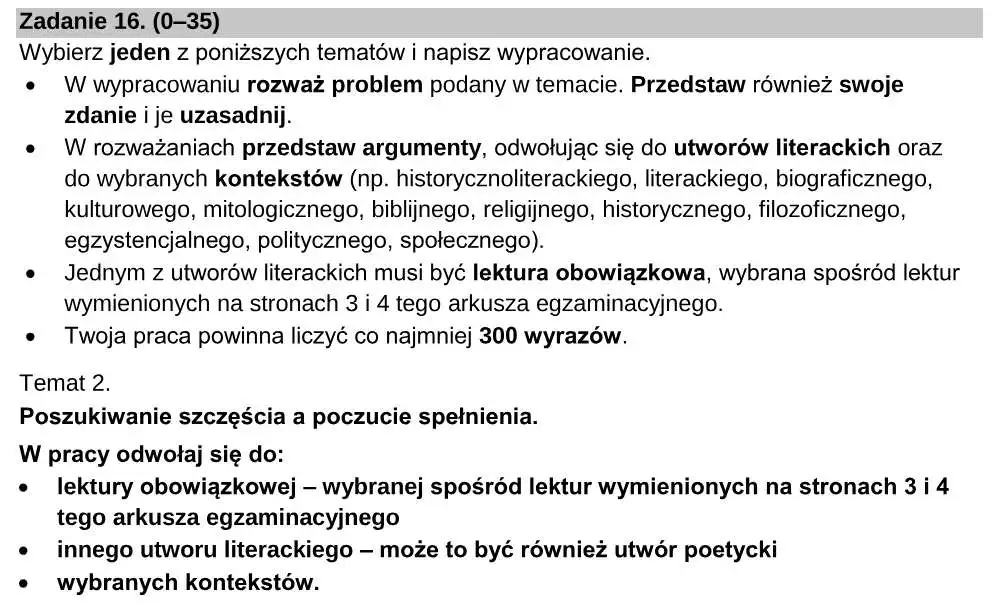 Zadanie 16. (0–35)
Wybierz jeden z poniższych tematów i napisz wypracowanie.
• W wypracowaniu rozważ problem podany w temacie. Przedstaw również swoje
zdanie i je uzasadnij.
• W rozważaniach przedstaw argumenty, odwołując się do utworów literackich oraz
do wybranych kontekstów (np. historycznoliterackiego, literackiego, biograficznego,
kulturowego, mitologicznego, biblijnego, religijnego, historycznego, filozoficznego,
egzystencjalnego, politycznego, społecznego).
• Jednym z utworów literackich musi być lektura obowiązkowa, wybrana spośród lektur
wymienionych na stronach 3 i 4 tego arkusza egzaminacyjnego.
• Twoja praca powinna liczyć co najmniej 300 wyrazów.
Temat 2.
Poszukiwanie szczęścia a poczucie spełnienia.
W pracy odwołaj się do:
• lektury obowiązkowej – wybranej spośród lektur wymienionych na stronach 3 i 4
tego arkusza egzaminacyjnego
• innego utworu literackiego – może to być również utwór poetycki
• wybranych kontekstów.